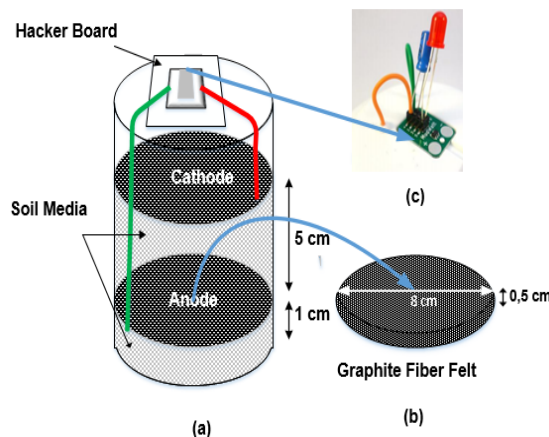 Hacker Board
Cathode
Soil Media
5 cm
Anode
1 cm
(a)
(c)
8 cm
0,5 cm
Graphite Fiber Felt
(b)